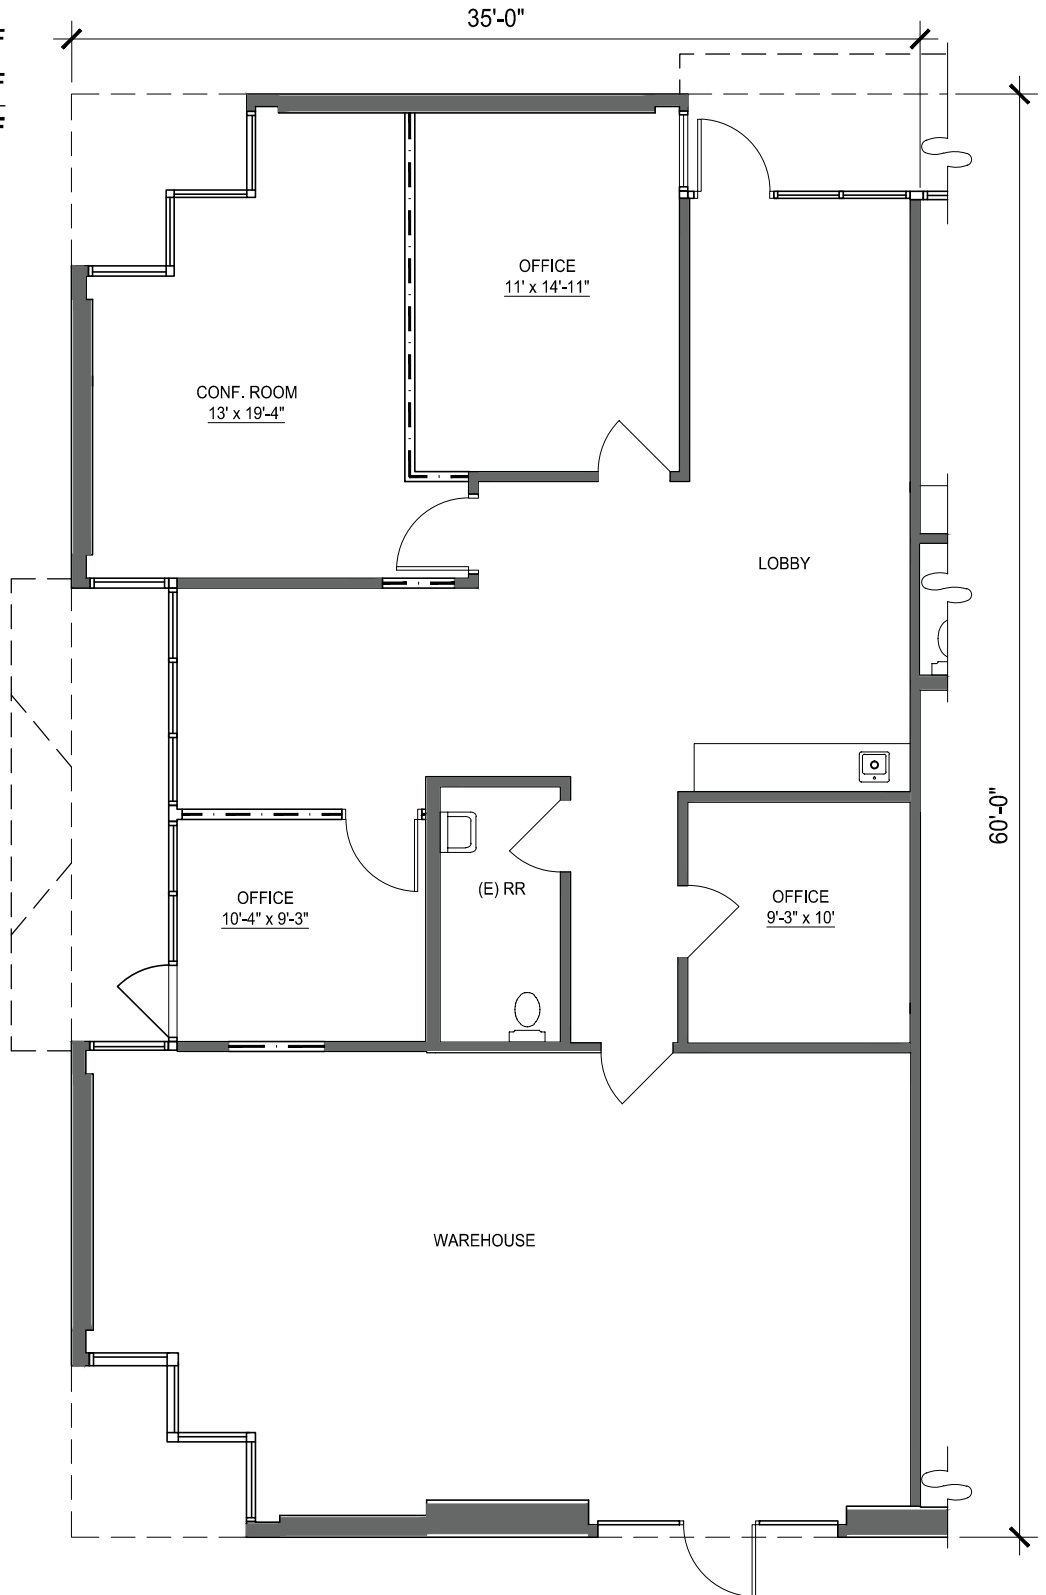 35'-0"
OFFICE
11' x 14'-11"
CONF. ROOM
13' x 19'-4"
LOBBY
60'-0"
(E) RR
OFFICE
10'-4" x 9'-3"
OFFICE
9'-3" x 10'
WAREHOUSE